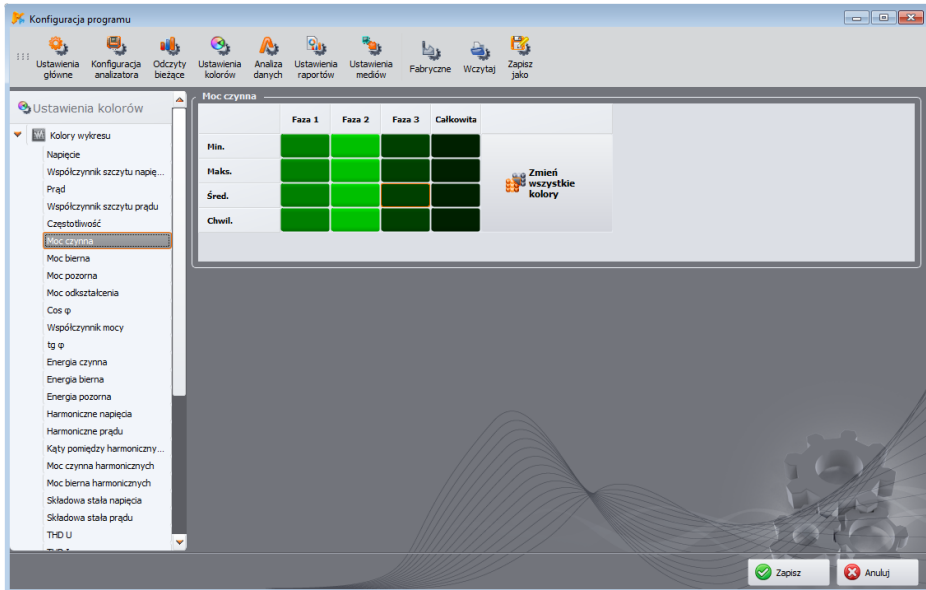 Konfiguracja programu
Ustawienia główne
Konfiguracja analizatora
Odczyty bieżące
Ustawienia kolorów
Analiza danych
Ustawienia raportów
Ustawienia mediów
Fabryczne
Wczytaj
Zapisz jako
Ustawienia kolorów
Kolory wykresu
Napięcie
Współczynnik szczytu napię...
Prąd
Współczynnik szczytu prądu
Częstotliwość
Moc czynna
Moc bierna
Moc pozorna
Moc odkształcenia
Cos φ
Współczynnik mocy
tg φ
Energia czynna
Energia bierna
Energia pozorna
Harmoniczne napięcia
Harmoniczne prądu
Kąty pomiędzy harmoniczny...
Moc czynna harmonicznych
Moc bierna harmonicznych
Składowa stała napięcia
Składowa stała prądu
THD U
Moc czynna
Faza 1 Faza 2 Faza 3 Całkowita
Min.
Maks.
Śred.
Chwil.
Zmień
wszystkie
kolory
Zapisz
Anuluj